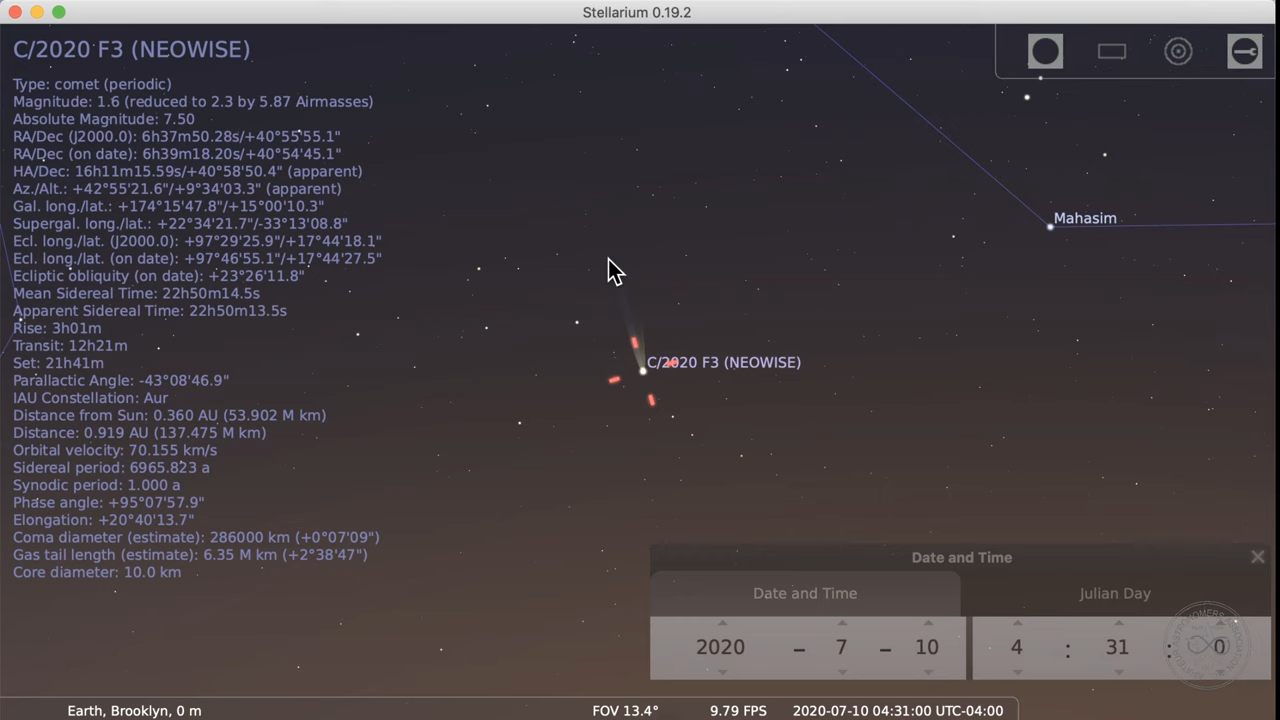 Stellarium 0.19.2
C/2020 F3 (NEOWISE)
Type: comet (periodic)
Magnitude: 1.6 (reduced to 2.3 by 5.87 Airmasses)
Absolute Magnitude: 7.50
RA/Dec (J2000.0): 6h37m50.28s/+40°55'55.1"
RA/Dec (on date): 6h39m18.20s/+40°54'45.1"
HA/Dec: 16h11m15.59s/+40°58'50.4" (apparent)
Az./Alt.: +42°55'21.6"/+9°34'03.3" (apparent)
Gal. long./lat.: +174°15'47.8"/+15°00'10.3"
Supergal. long./lat.: +22°34'21.7"/-33°13'08.8"
Ecl. long./lat. (J2000.0): +97°29'25.9"/+17°44'18.1"
Ecl. long./lat. (on date): +97°46'55.1"/+17°44'27.5"
Ecliptic obliquity (on date): +23°26'11.8"
Mean Sidereal Time: 22h50m14.5s
Apparent Sidereal Time: 22h50m13.5s
Rise: 3h01m
Transit: 12h21m
Set: 21h41m
Parallactic Angle: -43°08'46.9"
IAU Constellation: Aur
Distance from Sun: 0.360 AU (53.902 M km)
Distance: 0.919 AU (137.475 M km)
Orbital velocity: 70.155 km/s
Sidereal period: 6965.823 a
Synodic period: 1.000 a
Phase angle: +95°07'57.9"
Elongation: +20°40'13.7"
Coma diameter (estimate): 286000 km (+0°07'09")
Gas tail length (estimate): 6.35 M km (+2°38'47")
Core diameter: 10.0 km
Mahasim
C/2020 F3 (NEOWISE)
Date and Time
Date and Time Julian Day
2020 – 7 – 10 4 : 31 : 0
Earth, Brooklyn, 0 m FOV 13.4° 9.79 FPS 2020-07-10 04:31:00 UTC-04:00